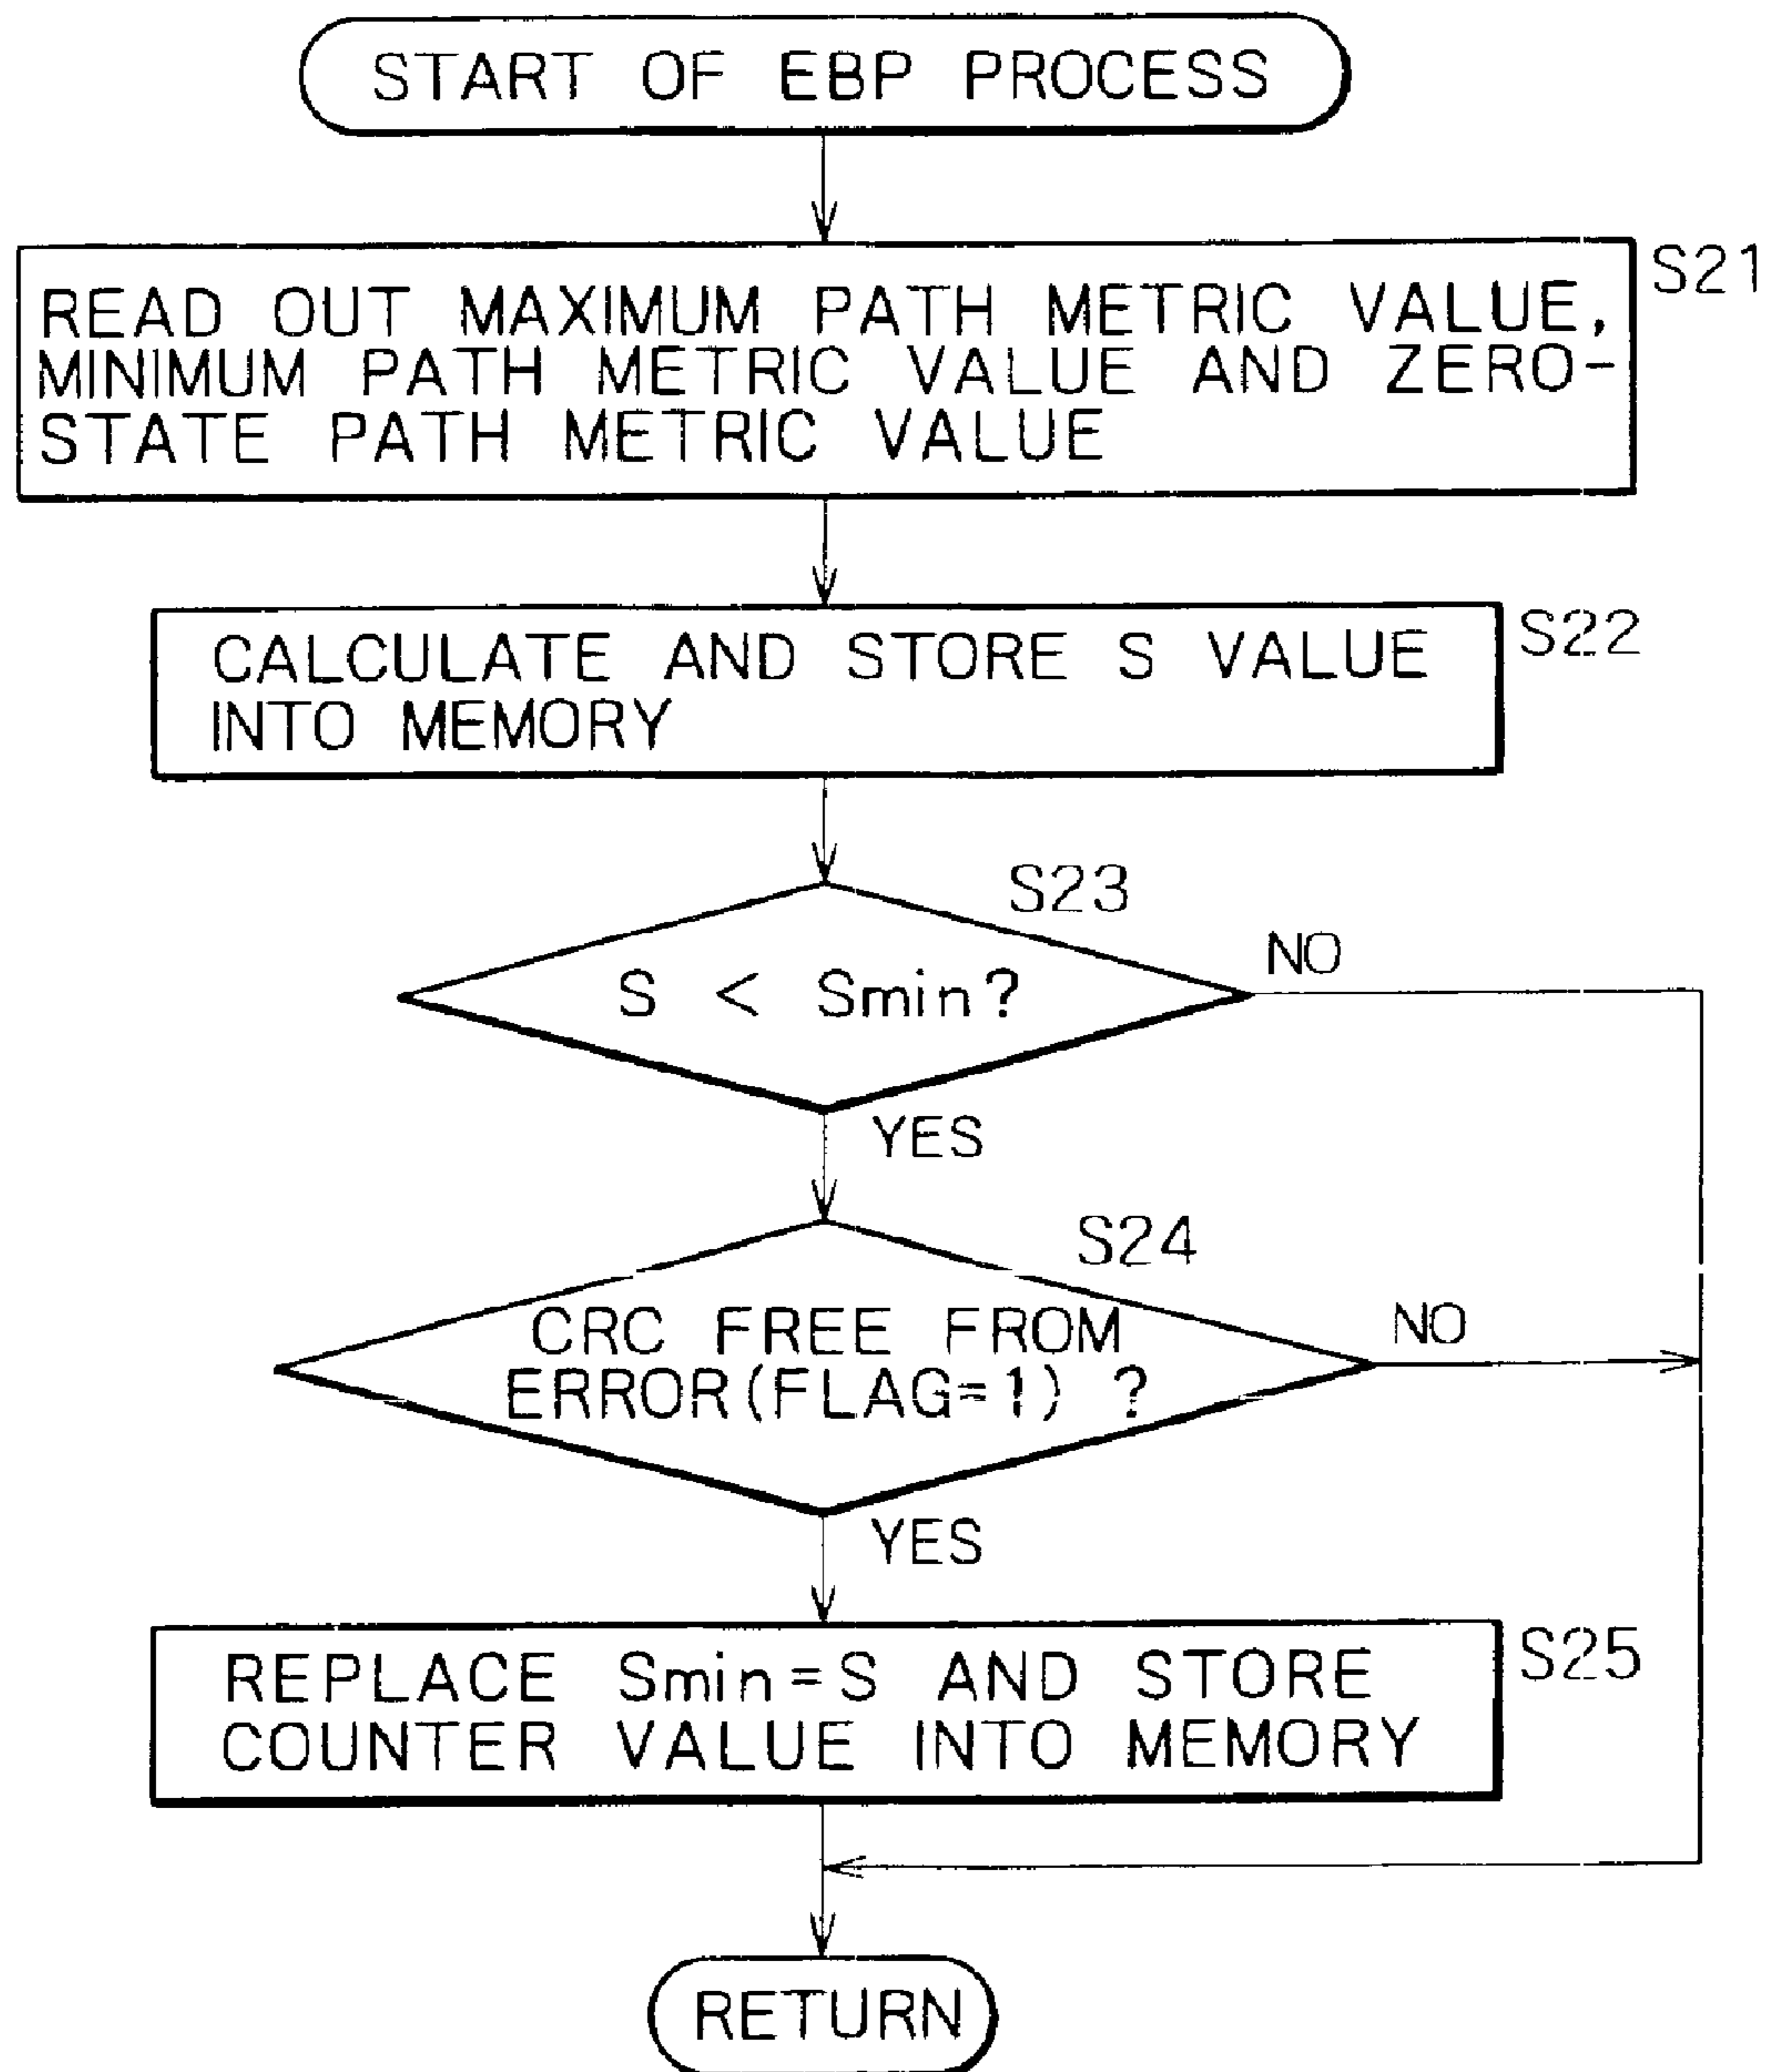 START OF EBP PROCESS
S21
READ OUT MAXIMUM PATH METRIC VALUE,
MINIMUM PATH METRIC VALUE AND ZERO-
STATE PATH METRIC VALUE
S22
CALCULATE AND STORE S VALUE
INTO MEMORY
S23
S < Smin?
NO
YES
S24
CRC FREE FROM
ERROR(FLAG=1) ?
NO
YES
S25
REPLACE Smin=S AND STORE
COUNTER VALUE INTO MEMORY
RETURN